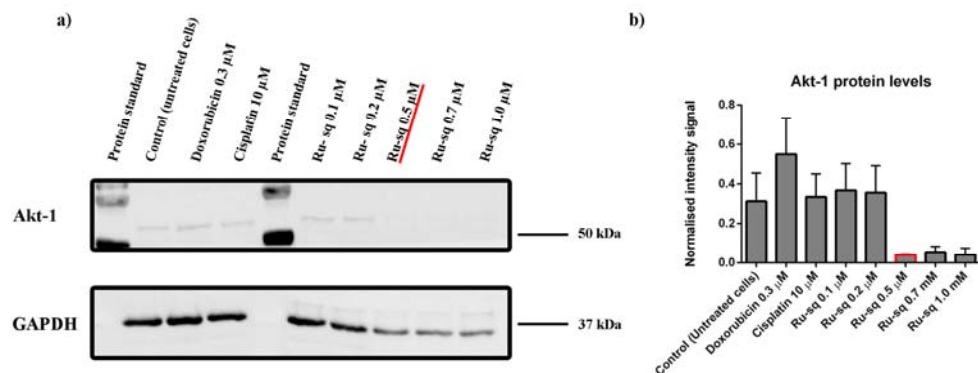 a)
Protein standard
Control (untreated cells)
Doxorubicin 0.3 µM
Cisplatin 10 µM
Protein standard
Ru- sq 0.1 µM
Ru- sq 0.2 µM
Ru-sq 0.5 µM
Ru-sq 0.7 µM
Ru-sq 1.0 µM
Akt-1
50 kDa
GAPDH
37 kDa
b)
Akt-1 protein levels
Normalised intensity signal
0.8
0.6
0.4
0.2
0.0
Control (Untreated cells)
Doxorubicin 0.3 µM
Cisplatin 10 µM
Ru-sq 0.1 µM
Ru-sq 0.2 µM
Ru-sq 0.5 µM
Ru-sq 0.7 mM
Ru-sq 1.0 mM